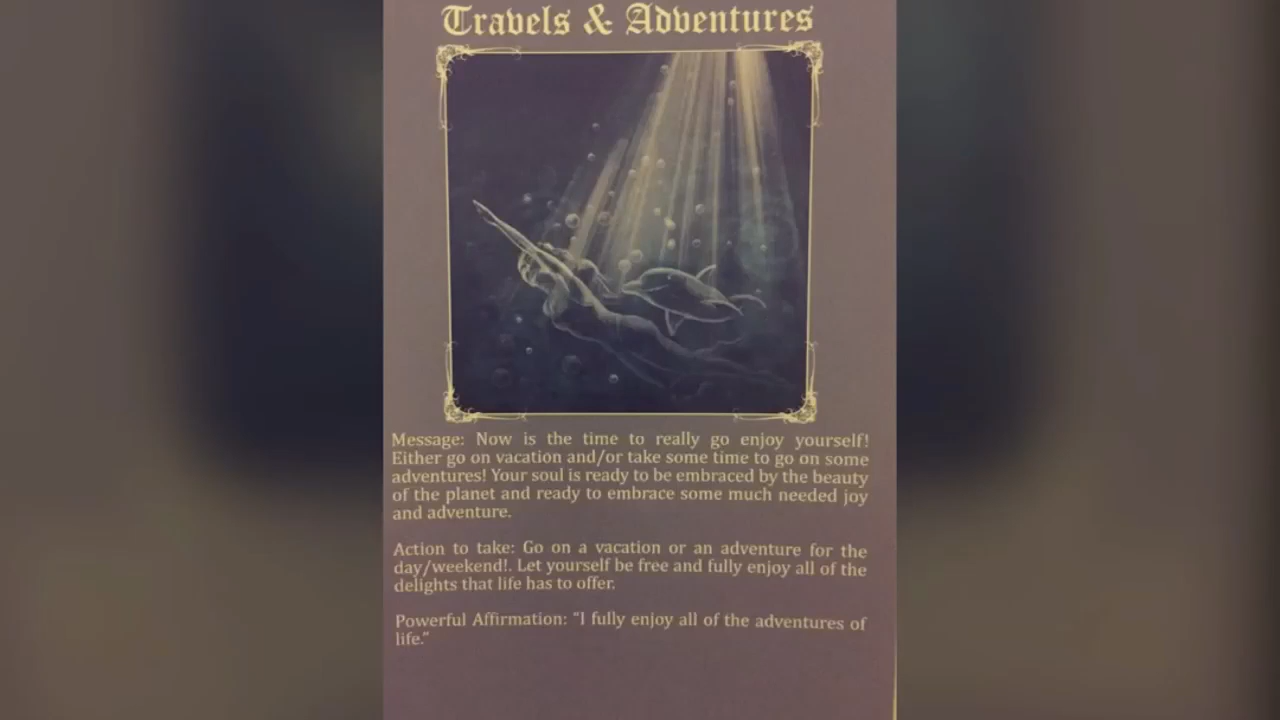 Travels & Adventures
Message: Now is the time to really go enjoy yourself!
Either go on vacation and/or take some time to go on some
adventures! Your soul is ready to be embraced by the beauty
of the planet and ready to embrace some much needed joy
and adventure.
Action to take: Go on a vacation or an adventure for the
day/weekend!. Let yourself be free and fully enjoy all of the
delights that life has to offer.
Powerful Affirmation: “I fully enjoy all of the adventures of
life.”